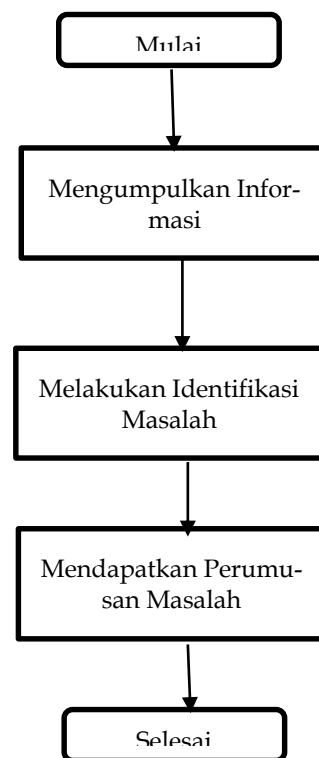 Mulai
Mengumpulkan Infor-
masi
Melakukan Identifikasi
Masalah
Mendapatkan Perumu-
san Masalah
Selesai